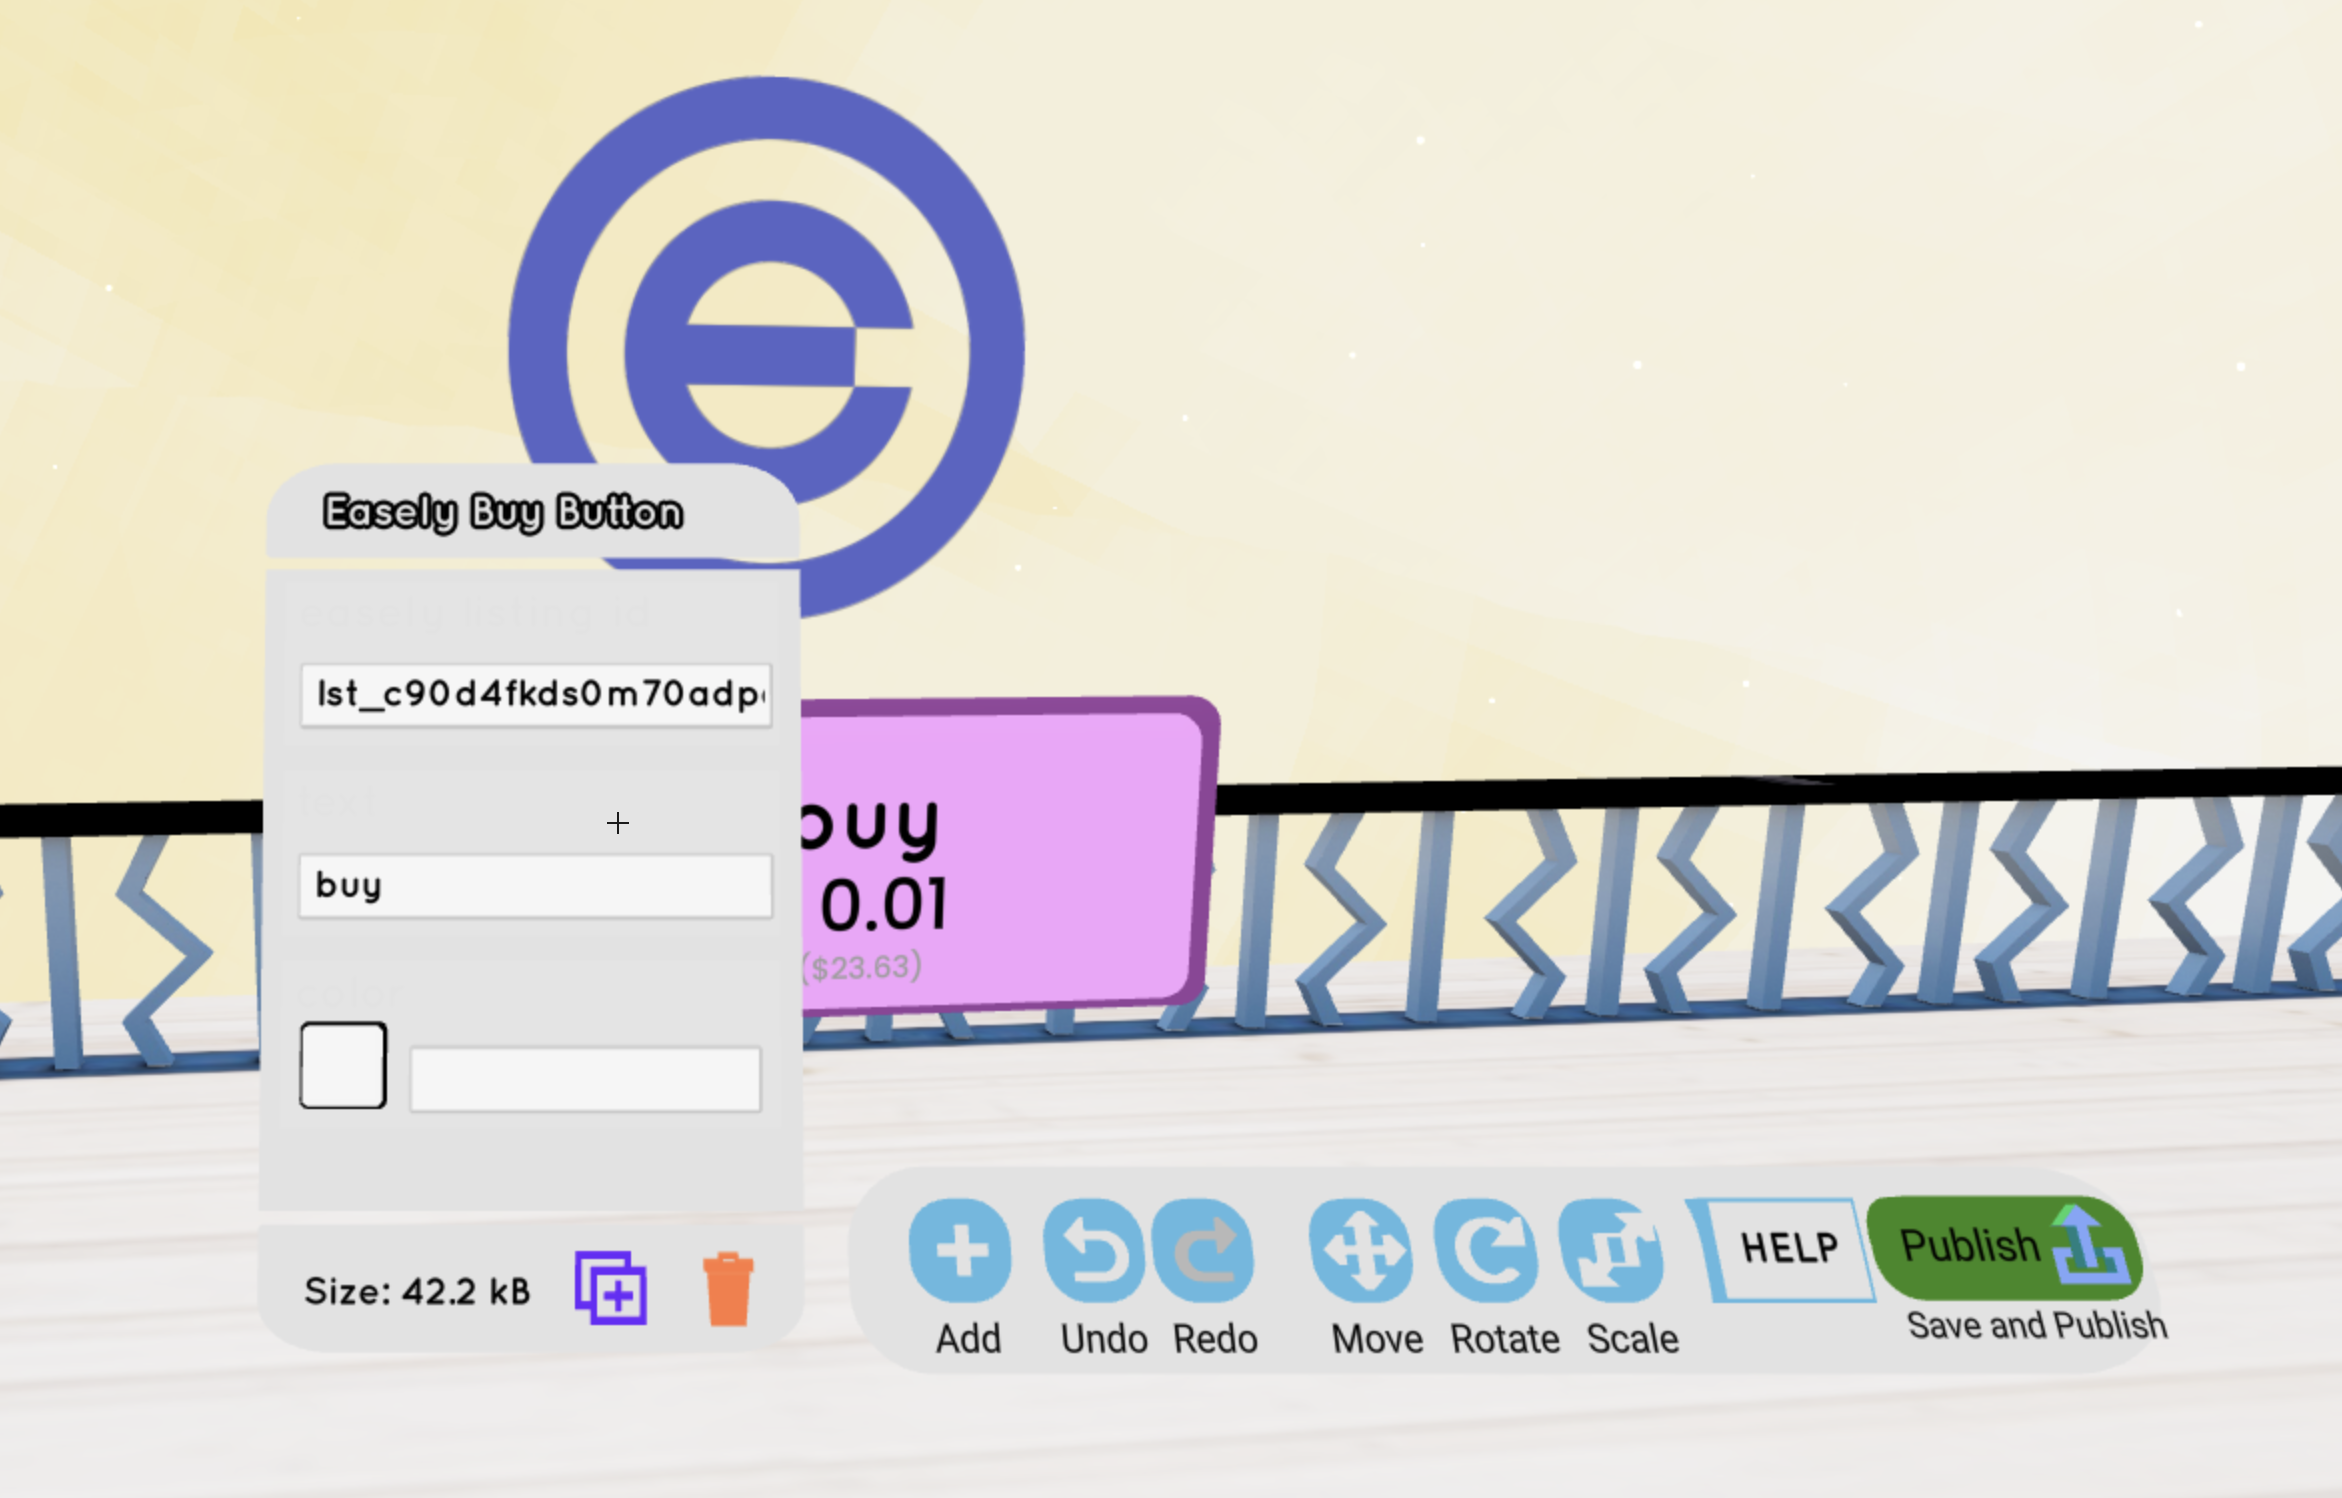 Easely Buy Button
easely listing id
lst_c90d4fkds0m70adp
text
buy
color
Size: 42.2 kB
buy
0.01
($23.63)
Add
Undo
Redo
Move
Rotate
Scale
HELP
Publish
Save and Publish